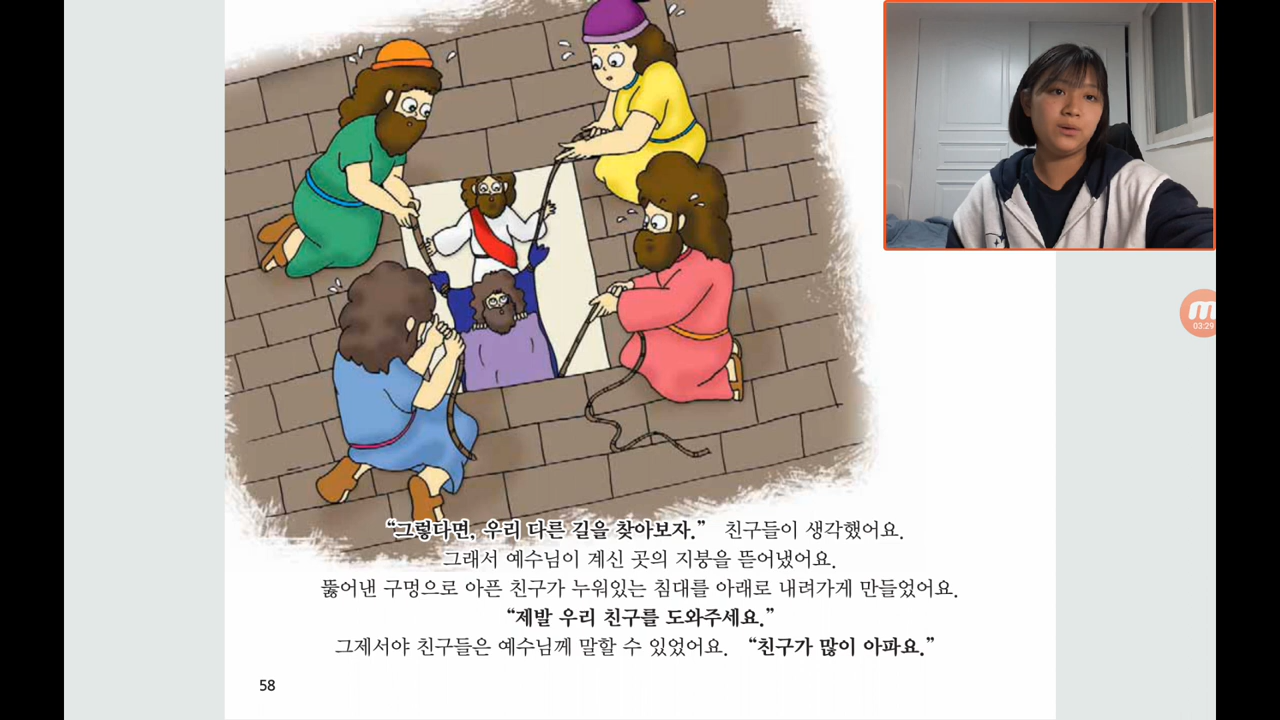 “그렇다면, 우리 다른 길을 찾아보자.” 친구들이 생각했어요.
그래서 예수님이 계신 곳의 지붕을 뜯어냈어요.
뚫어낸 구멍으로 아픈 친구가 누워있는 침대를 아래로 내려가게 만들었어요.
“제발 우리 친구를 도와주세요.”
그제서야 친구들은 예수님께 말할 수 있었어요. “친구가 많이 아파요.”
58
m
03:29